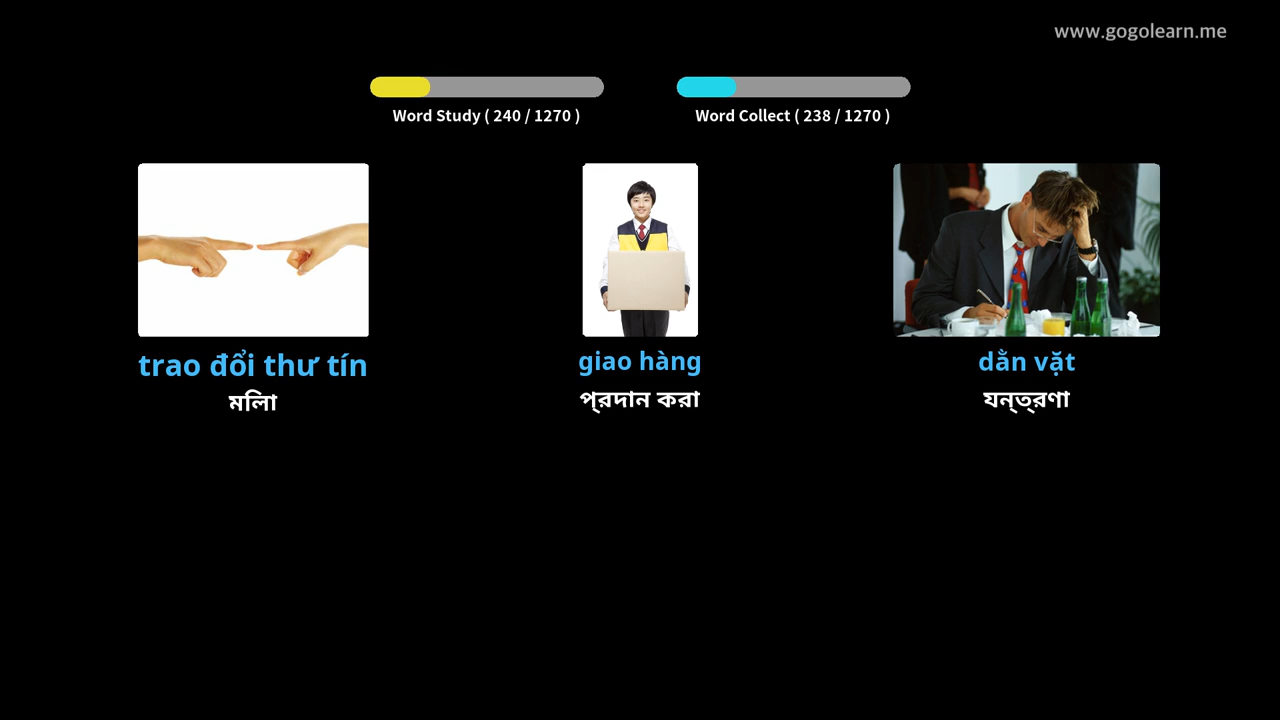 www.gogolearn.me
Word Study ( 240 / 1270 )
Word Collect ( 238 / 1270 )
trao đổi thư tín
মিলা
giao hàng
প্রদান করা
dằn vặt
যন্ত্রণা